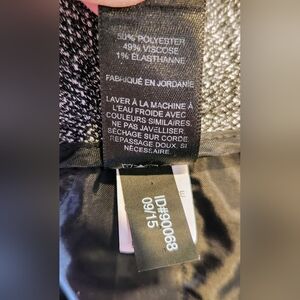 50% POLYESTER
49% VISCOSE
1% ÉLASTHANNE
FABRIQUÉ EN JORDANIE
LAVER À LA MACHINE À
L'EAU FROIDE AVEC
COULEURS SIMILAIRES.
NE PAS JAVELLISER.
SÉCHAGE SUR CORDE.
REPASSAGE DOUX, SI
NÉCESSAIRE.
ID#90068
09/15